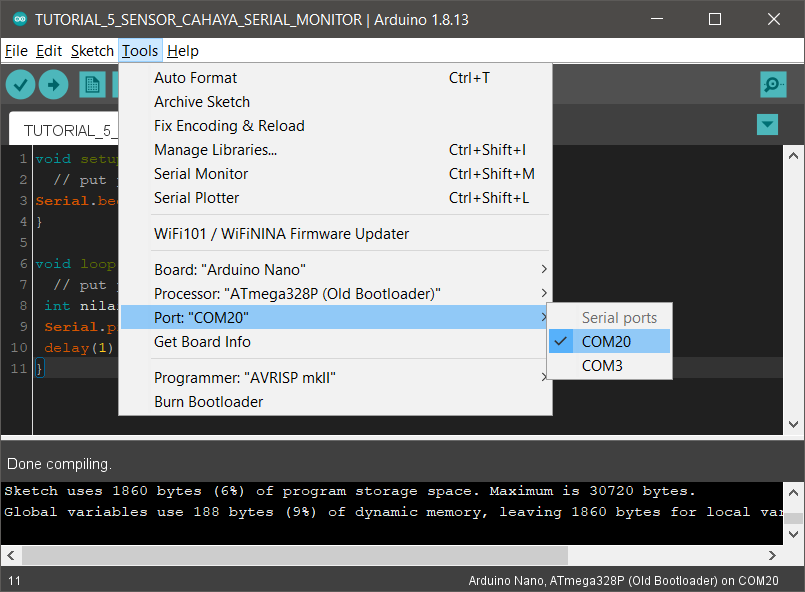 TUTORIAL_5_SENSOR_CAHAYA_SERIAL_MONITOR | Arduino 1.8.13
File Edit Sketch Tools Help
TUTORIAL_5_
Auto Format Ctrl+T
Archive Sketch
Fix Encoding & Reload
Manage Libraries... Ctrl+Shift+I
Serial Monitor Ctrl+Shift+M
Serial Plotter Ctrl+Shift+L
WiFi101 / WiFiNINA Firmware Updater
Board: "Arduino Nano"
Processor: "ATmega328P (Old Bootloader)"
Port: "COM20"
Get Board Info
Programmer: "AVRISP mkII"
Burn Bootloader
Serial ports
COM20
COM3
1 void setup
2 // put
3 Serial.be
4 }
5
6 void loop
7 // put
8 int nila
9 Serial.p
10 delay(1)
11 }
Done compiling.
Sketch uses 1860 bytes (6%) of program storage space. Maximum is 30720 bytes.
Global variables use 188 bytes (9%) of dynamic memory, leaving 1860 bytes for local var
11 Arduino Nano, ATmega328P (Old Bootloader) on COM20